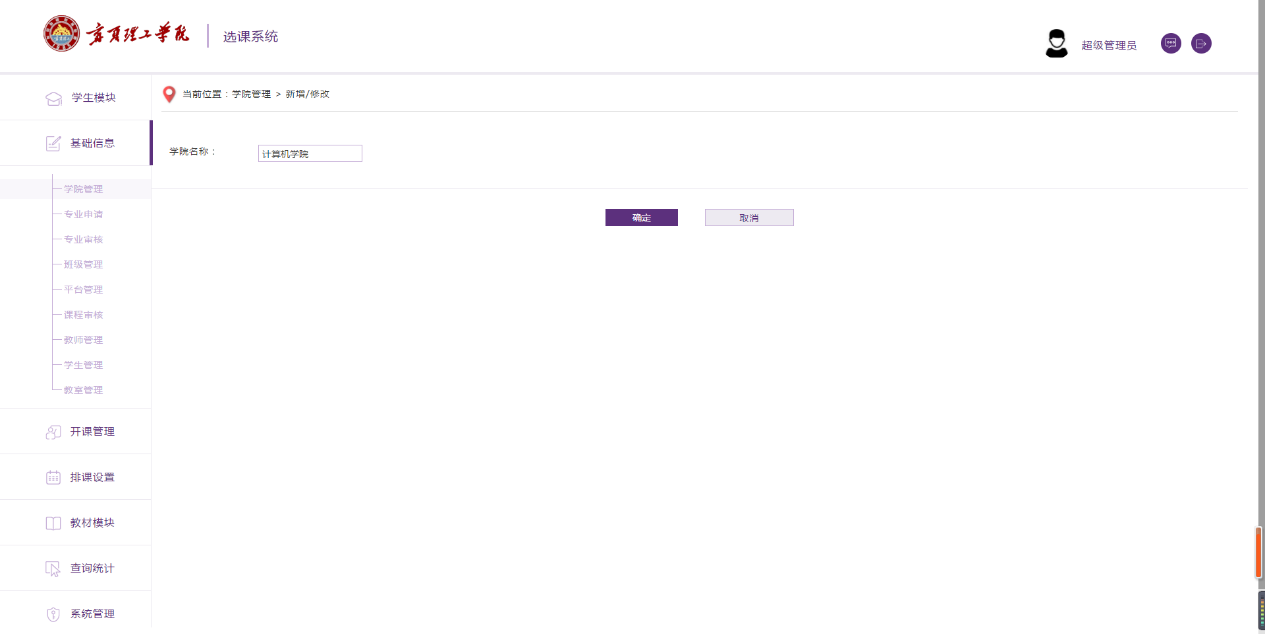 理工学院
选课系统
超级管理员
学生模块
基础信息
学院管理
专业申请
专业审核
班级管理
平台管理
课程审核
教师管理
学生管理
教室管理
开课管理
排课设置
教材模块
查询统计
系统管理
当前位置：学院管理 > 新增/修改
学院名称：
计算机学院
确定
取消